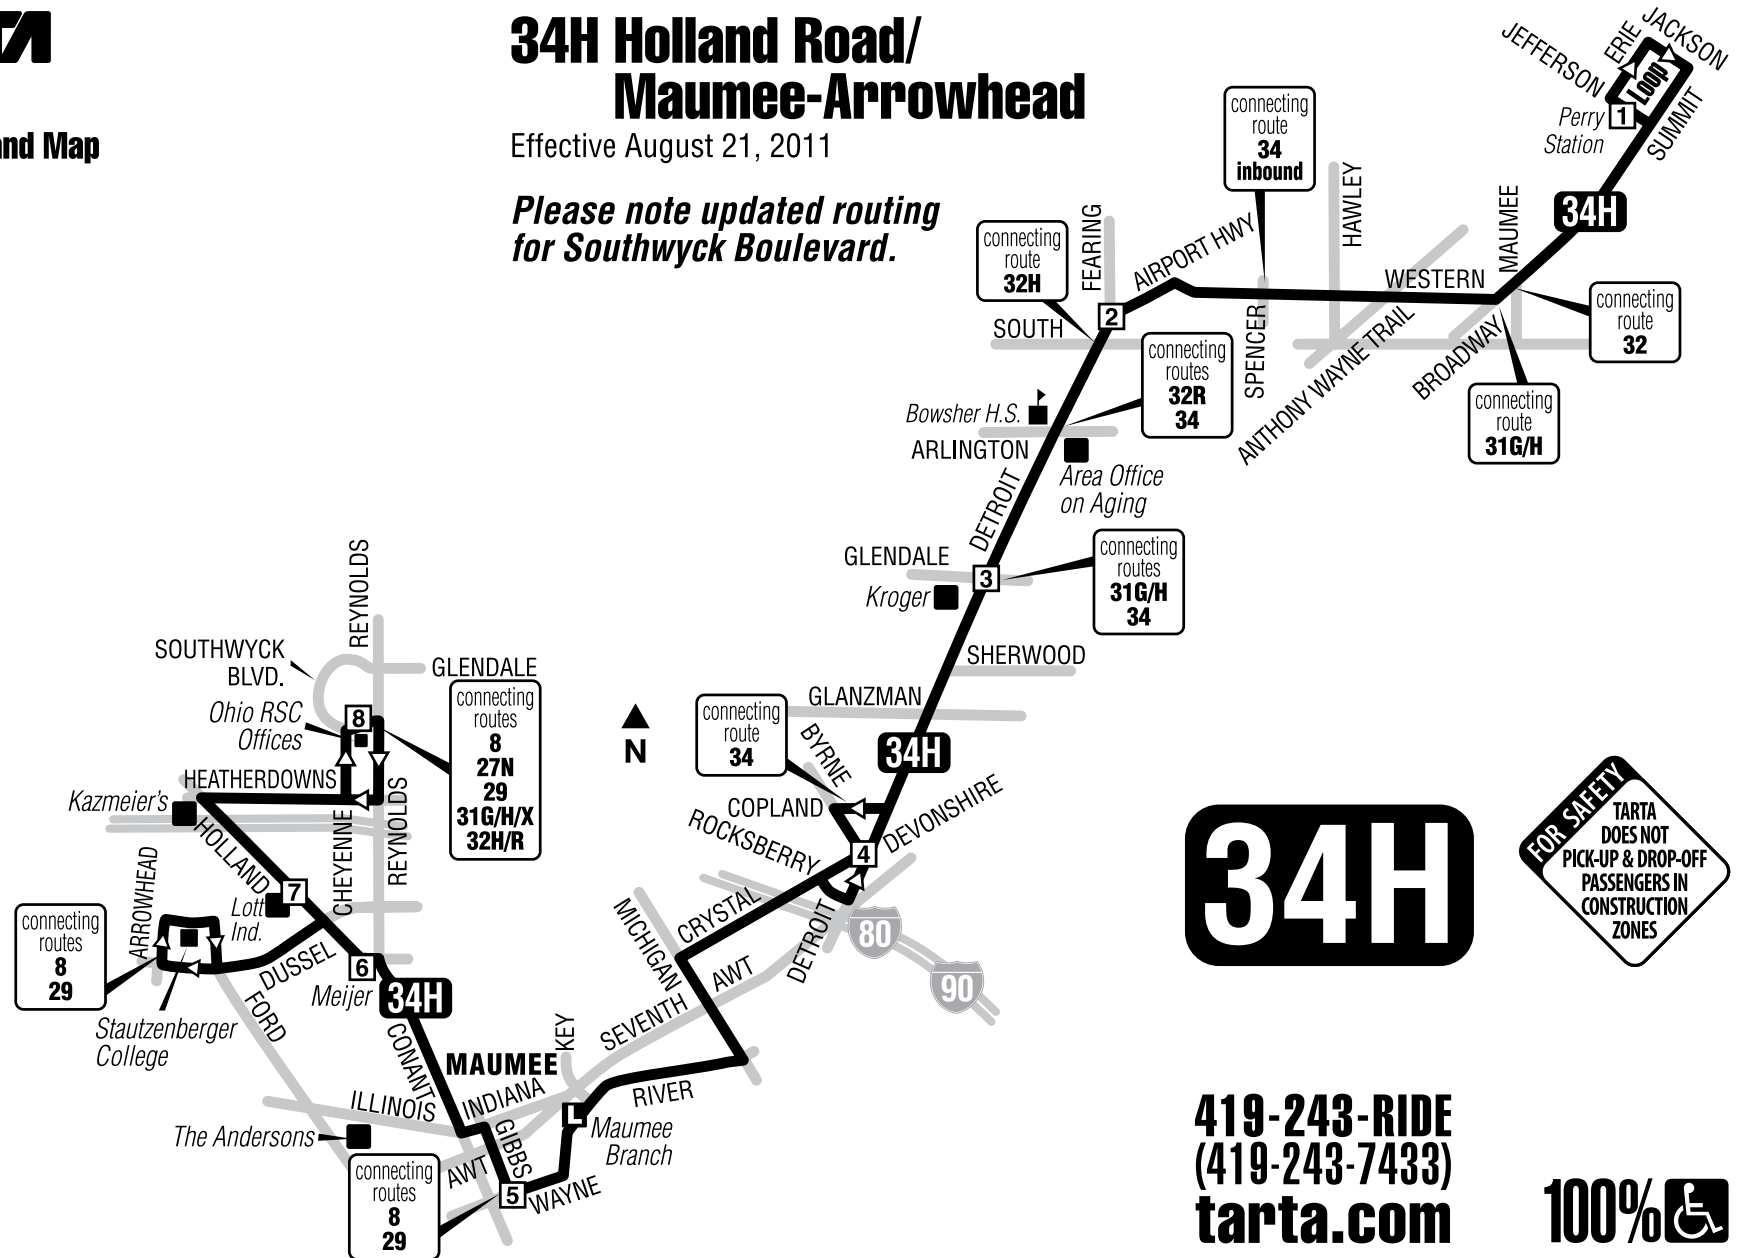 TA
34H Holland Road/
Maumee-Arrowhead
Effective August 21, 2011
Please note updated routing
for Southwyck Boulevard.
and Map
JEFFERSON
ERIE
JACKSON
Loop
SUMMIT
1
Perry
Station
34H
connecting
route
34
inbound
HAWLEY
MAUMEE
FEARING
AIRPORT HWY
WESTERN
connecting
route
32H
2
SOUTH
SPENCER
ANTHONY WAYNE TRAIL
BROADWAY
connecting
route
32
connecting
route
31G/H
connecting
routes
32R
34
Bowsher H.S.
ARLINGTON
Area Office
on Aging
DETROIT
GLENDALE
3
Kroger
connecting
routes
31G/H
34
SHERWOOD
GLANZMAN
connecting
route
34
BYRNE
34H
COPLAND
ROCKSBERRY
DEVONSHIRE
4
REYNOLDS
SOUTHWYCK
BLVD.
GLENDALE
8
Ohio RSC
Offices
connecting
routes
8
27N
29
31G/H/X
32H/R
N
HEATHERDOWNS
Kazmeier's
HOLLAND
CHEYENNE
REYNOLDS
ARROWHEAD
7
Lott
Ind.
connecting
routes
8
29
DUSSEL
6
Meijer
34H
FORD
Stautzenberger
College
CONANT
MAUMEE
ILLINOIS
INDIANA
The Andersons
GIBBS
AWT
connecting
routes
8
29
5
WAYNE
L
Maumee
Branch
KEY
RIVER
SEVENTH
AWT
MICHIGAN
CRYSTAL
DETROIT
80
90
34H
FOR SAFETY
TARTA
DOES NOT
PICK-UP & DROP-OFF
PASSENGERS IN
CONSTRUCTION
ZONES
419-243-RIDE
(419-243-7433)
tarta.com
100%